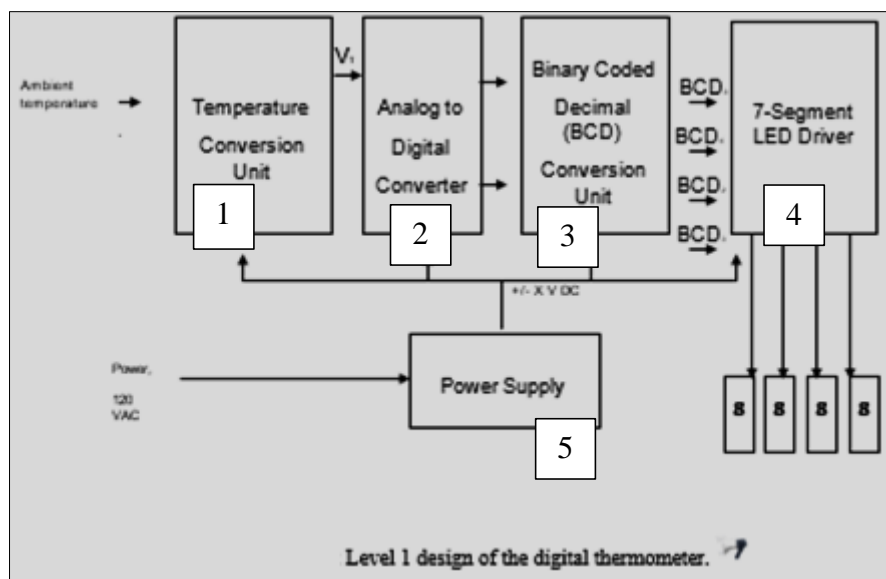 Ambient
temperature
Temperature
Conversion
Unit
1
V₁
Analog to
Digital
Converter
2
Binary Coded
Decimal
(BCD)
Conversion
Unit
3
BCD
BCD
BCD
BCD
7-Segment
LED Driver
4
+/- X V DC
Power,
120
VAC
Power Supply
5
8 8 8 8
Level 1 design of the digital thermometer.